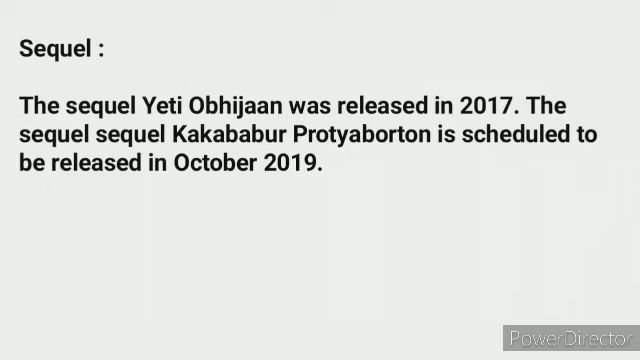 Sequel :
The sequel Yeti Obhijaan was released in 2017. The
sequel sequel Kakababur Protyaborton is scheduled to
be released in October 2019.
PowerDirector